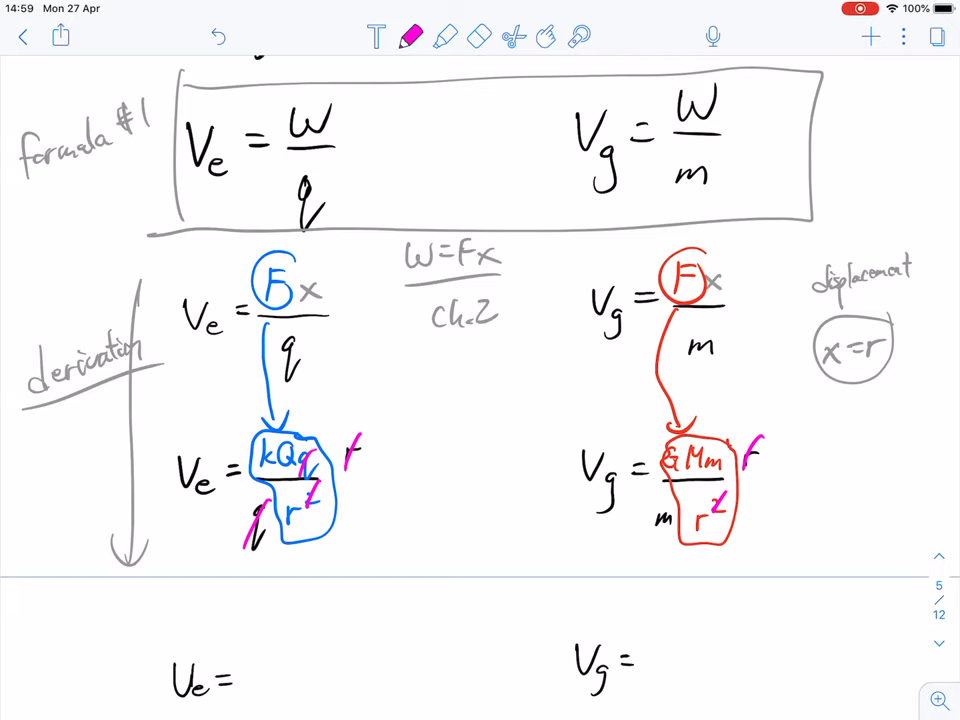 14:59 Mon 27 Apr 100%
T
formula #1
Ve = W/q Vg = W/m
W=Fx
ch.2
Ve = Fx/q Vg = Fx/m
displacement
x=r
derivation
Ve = kQq r/q r² Vg = GMm r/m r²
5
/
12
Ve = Vg =